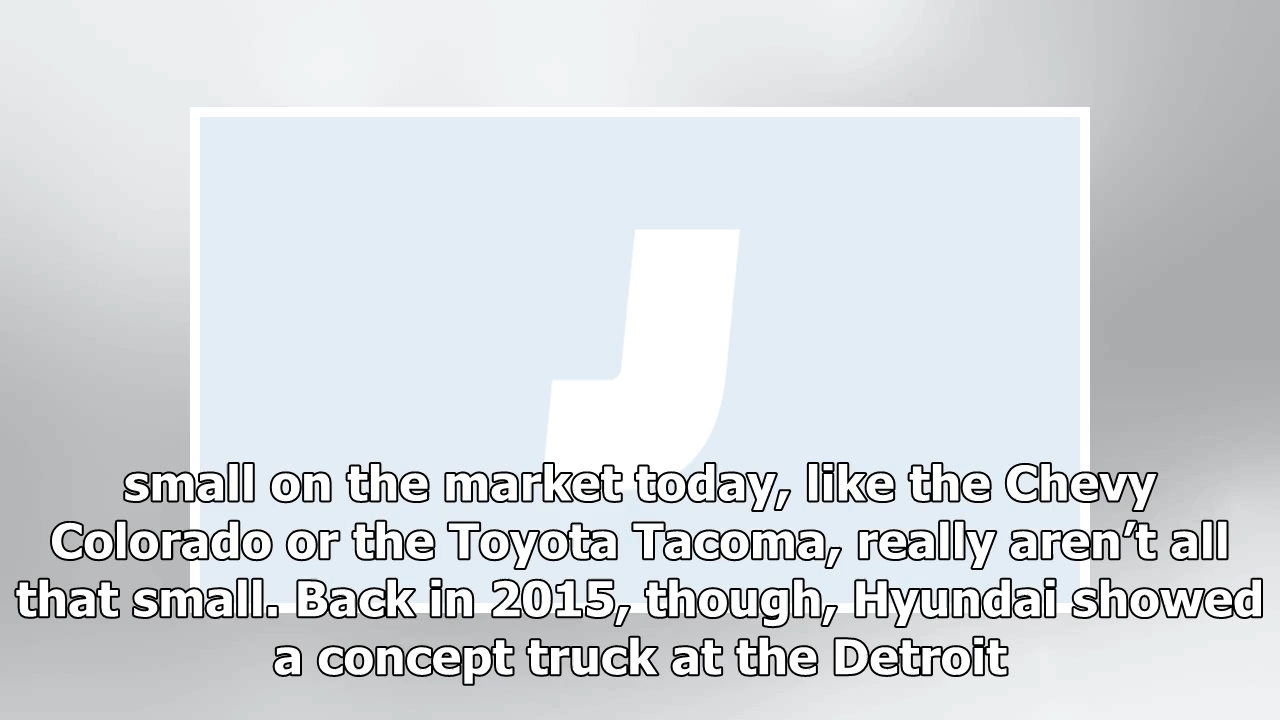 small on the market today, like the Chevy
Colorado or the Toyota Tacoma, really aren’t all
that small. Back in 2015, though, Hyundai showed
a concept truck at the Detroit